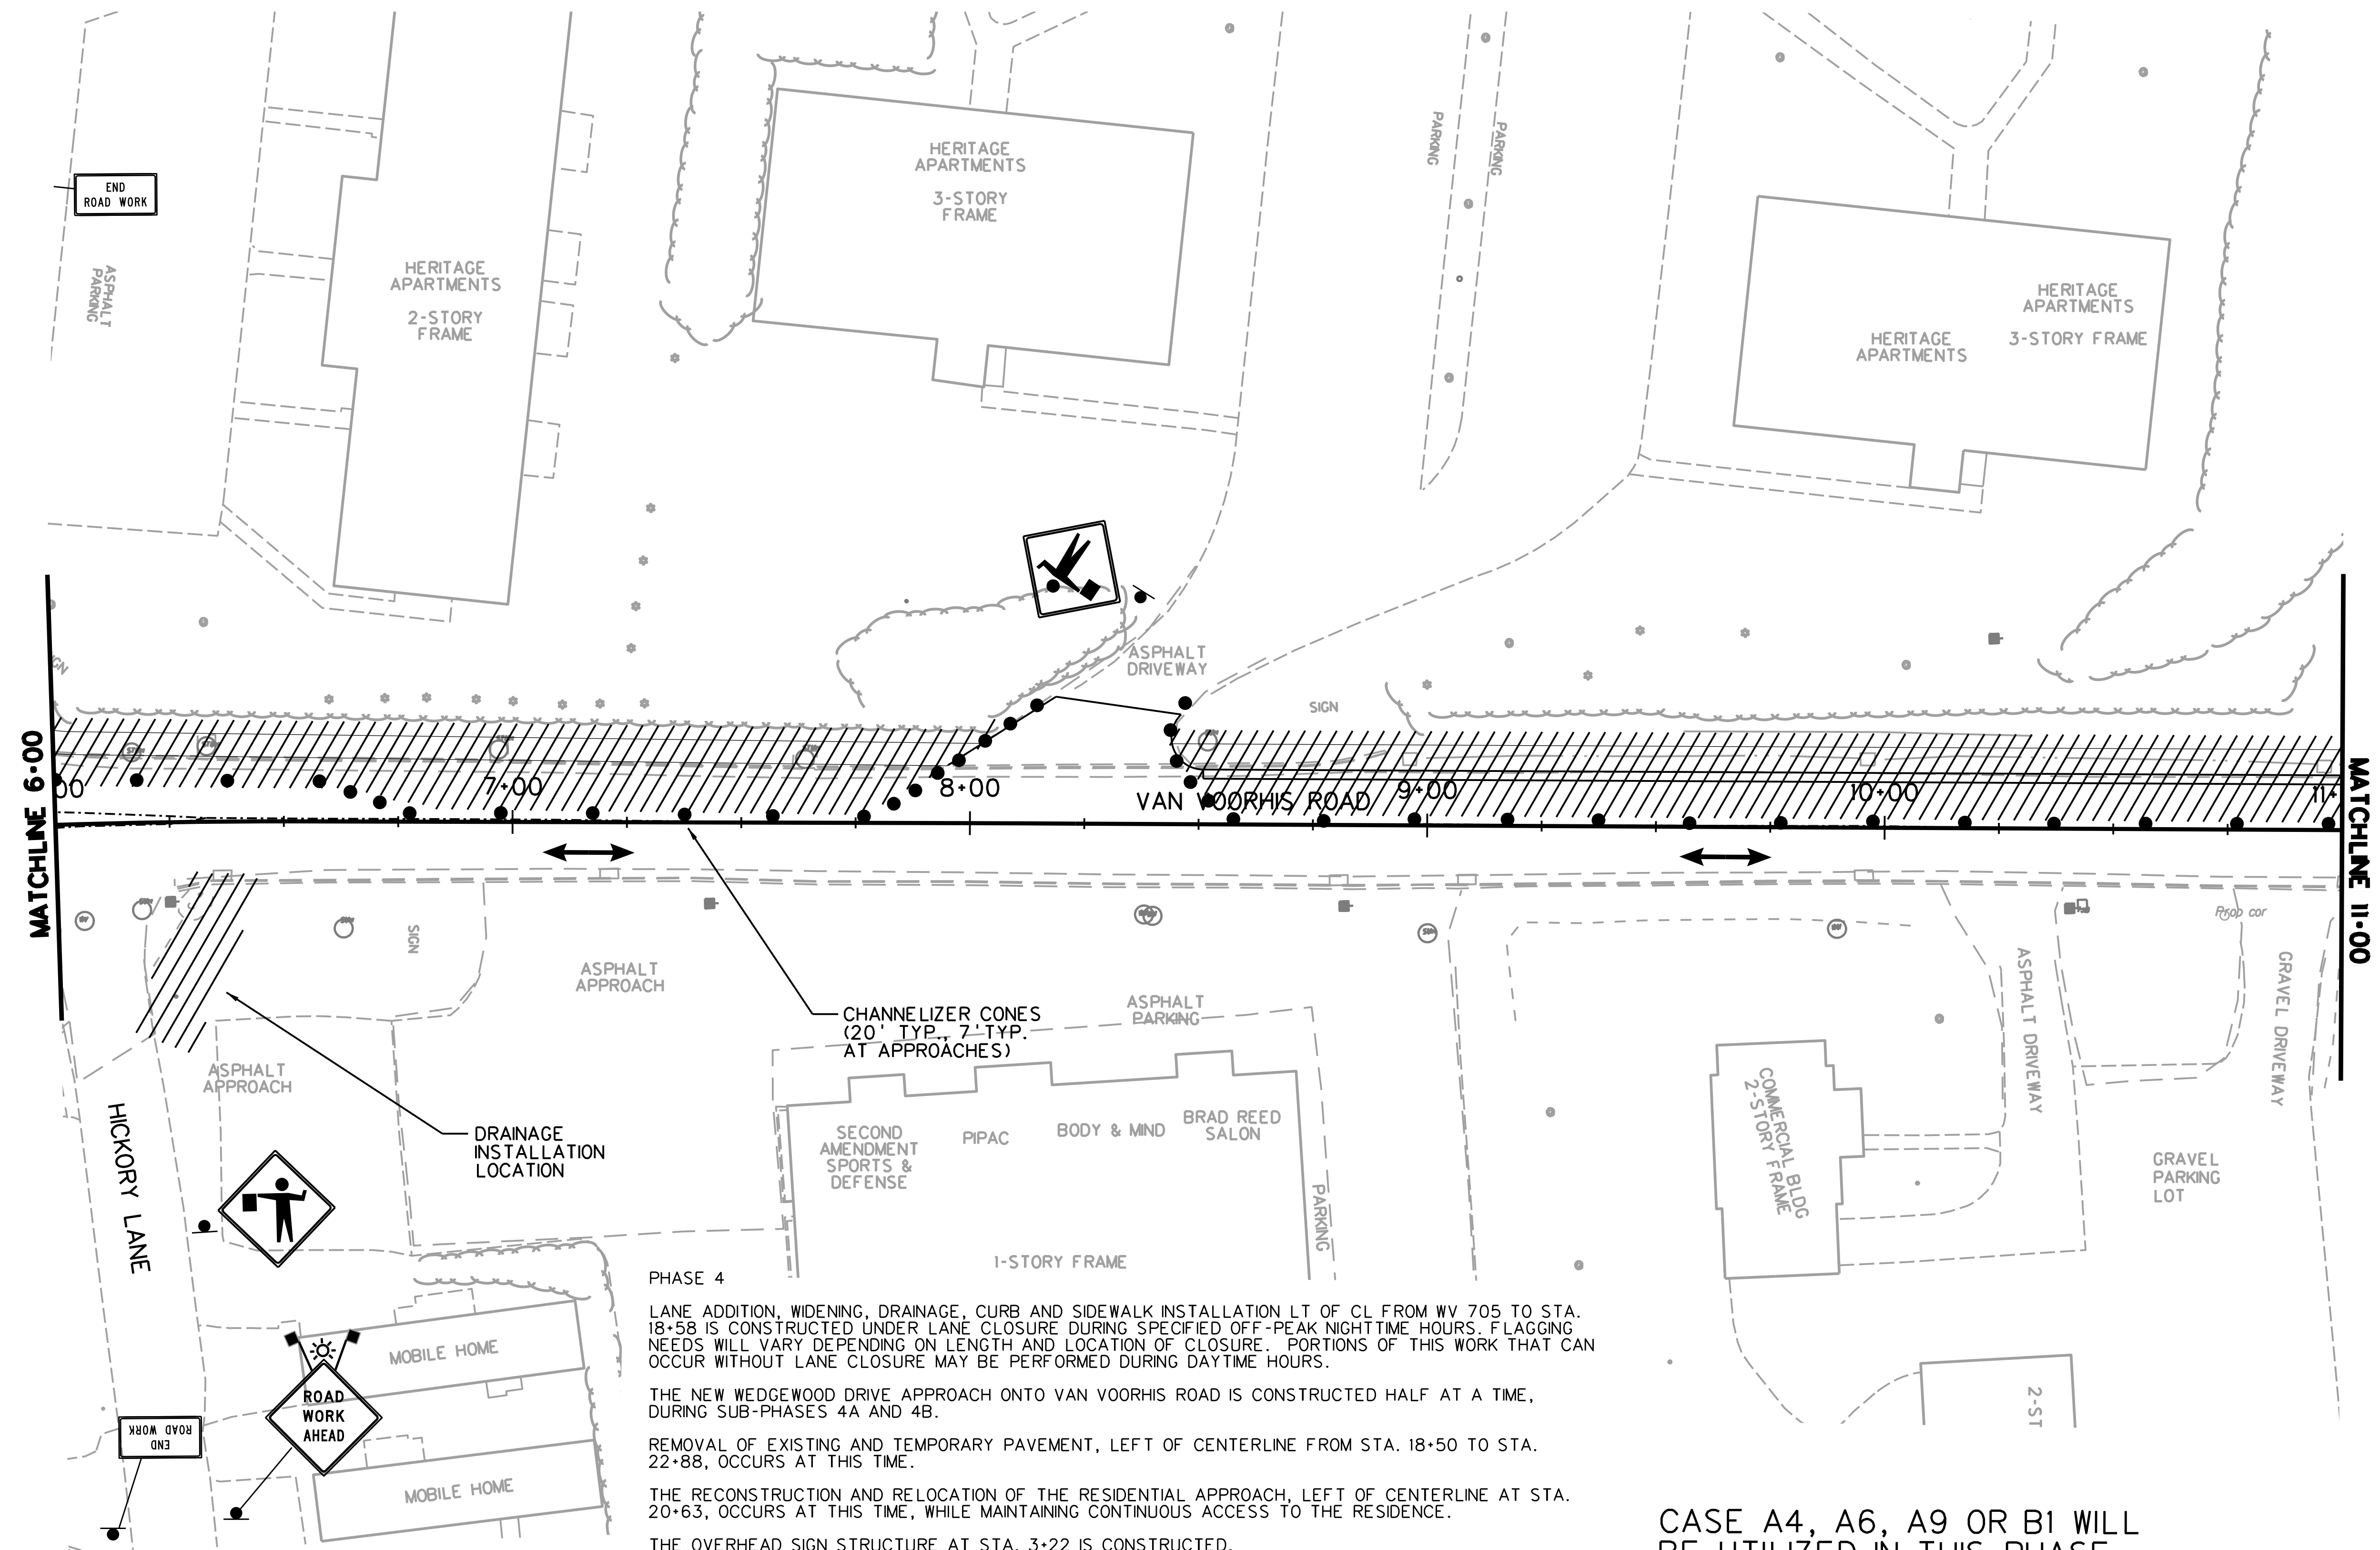 HERITAGE
APARTMENTS
3-STORY
FRAME
PARKING
PARKING
END
ROAD WORK
ASPHALT
PARKING
HERITAGE
APARTMENTS
2-STORY
FRAME
HERITAGE
APARTMENTS
3-STORY FRAME
HERITAGE
APARTMENTS
ASPHALT
DRIVEWAY
SIGN
MATCHLINE 6+00
00
7+00
8+00
VAN VOORHIS ROAD
9+00
10+00
11+
MATCHLINE 11+00
SIGN
ASPHALT
APPROACH
ASPHALT
PARKING
CHANNELIZER CONES
(20' TYP., 7'TYP.
AT APPROACHES)
Prop cor
ASPHALT DRIVEWAY
GRAVEL DRIVEWAY
ASPHALT
APPROACH
HICKORY LANE
DRAINAGE
INSTALLATION
LOCATION
SECOND
AMENDMENT
SPORTS &
DEFENSE
PIPAC
BODY & MIND
BRAD REED
SALON
PARKING
1-STORY FRAME
COMMERCIAL BLDG
2-STORY FRAME
GRAVEL
PARKING
LOT
2-ST
MOBILE HOME
ROAD
WORK
AHEAD
END
ROAD WORK
MOBILE HOME
PHASE 4
LANE ADDITION, WIDENING, DRAINAGE, CURB AND SIDEWALK INSTALLATION LT OF CL FROM WV 705 TO STA.
18+58 IS CONSTRUCTED UNDER LANE CLOSURE DURING SPECIFIED OFF-PEAK NIGHTTIME HOURS. FLAGGING
NEEDS WILL VARY DEPENDING ON LENGTH AND LOCATION OF CLOSURE. PORTIONS OF THIS WORK THAT CAN
OCCUR WITHOUT LANE CLOSURE MAY BE PERFORMED DURING DAYTIME HOURS.
THE NEW WEDGEWOOD DRIVE APPROACH ONTO VAN VOORHIS ROAD IS CONSTRUCTED HALF AT A TIME,
DURING SUB-PHASES 4A AND 4B.
REMOVAL OF EXISTING AND TEMPORARY PAVEMENT, LEFT OF CENTERLINE FROM STA. 18+50 TO STA.
22+88, OCCURS AT THIS TIME.
THE RECONSTRUCTION AND RELOCATION OF THE RESIDENTIAL APPROACH, LEFT OF CENTERLINE AT STA.
20+63, OCCURS AT THIS TIME, WHILE MAINTAINING CONTINUOUS ACCESS TO THE RESIDENCE.
THE OVERHEAD SIGN STRUCTURE AT STA. 3+22 IS CONSTRUCTED.
CASE A4, A6, A9 OR B1 WILL
BE UTILIZED IN THIS PHASE